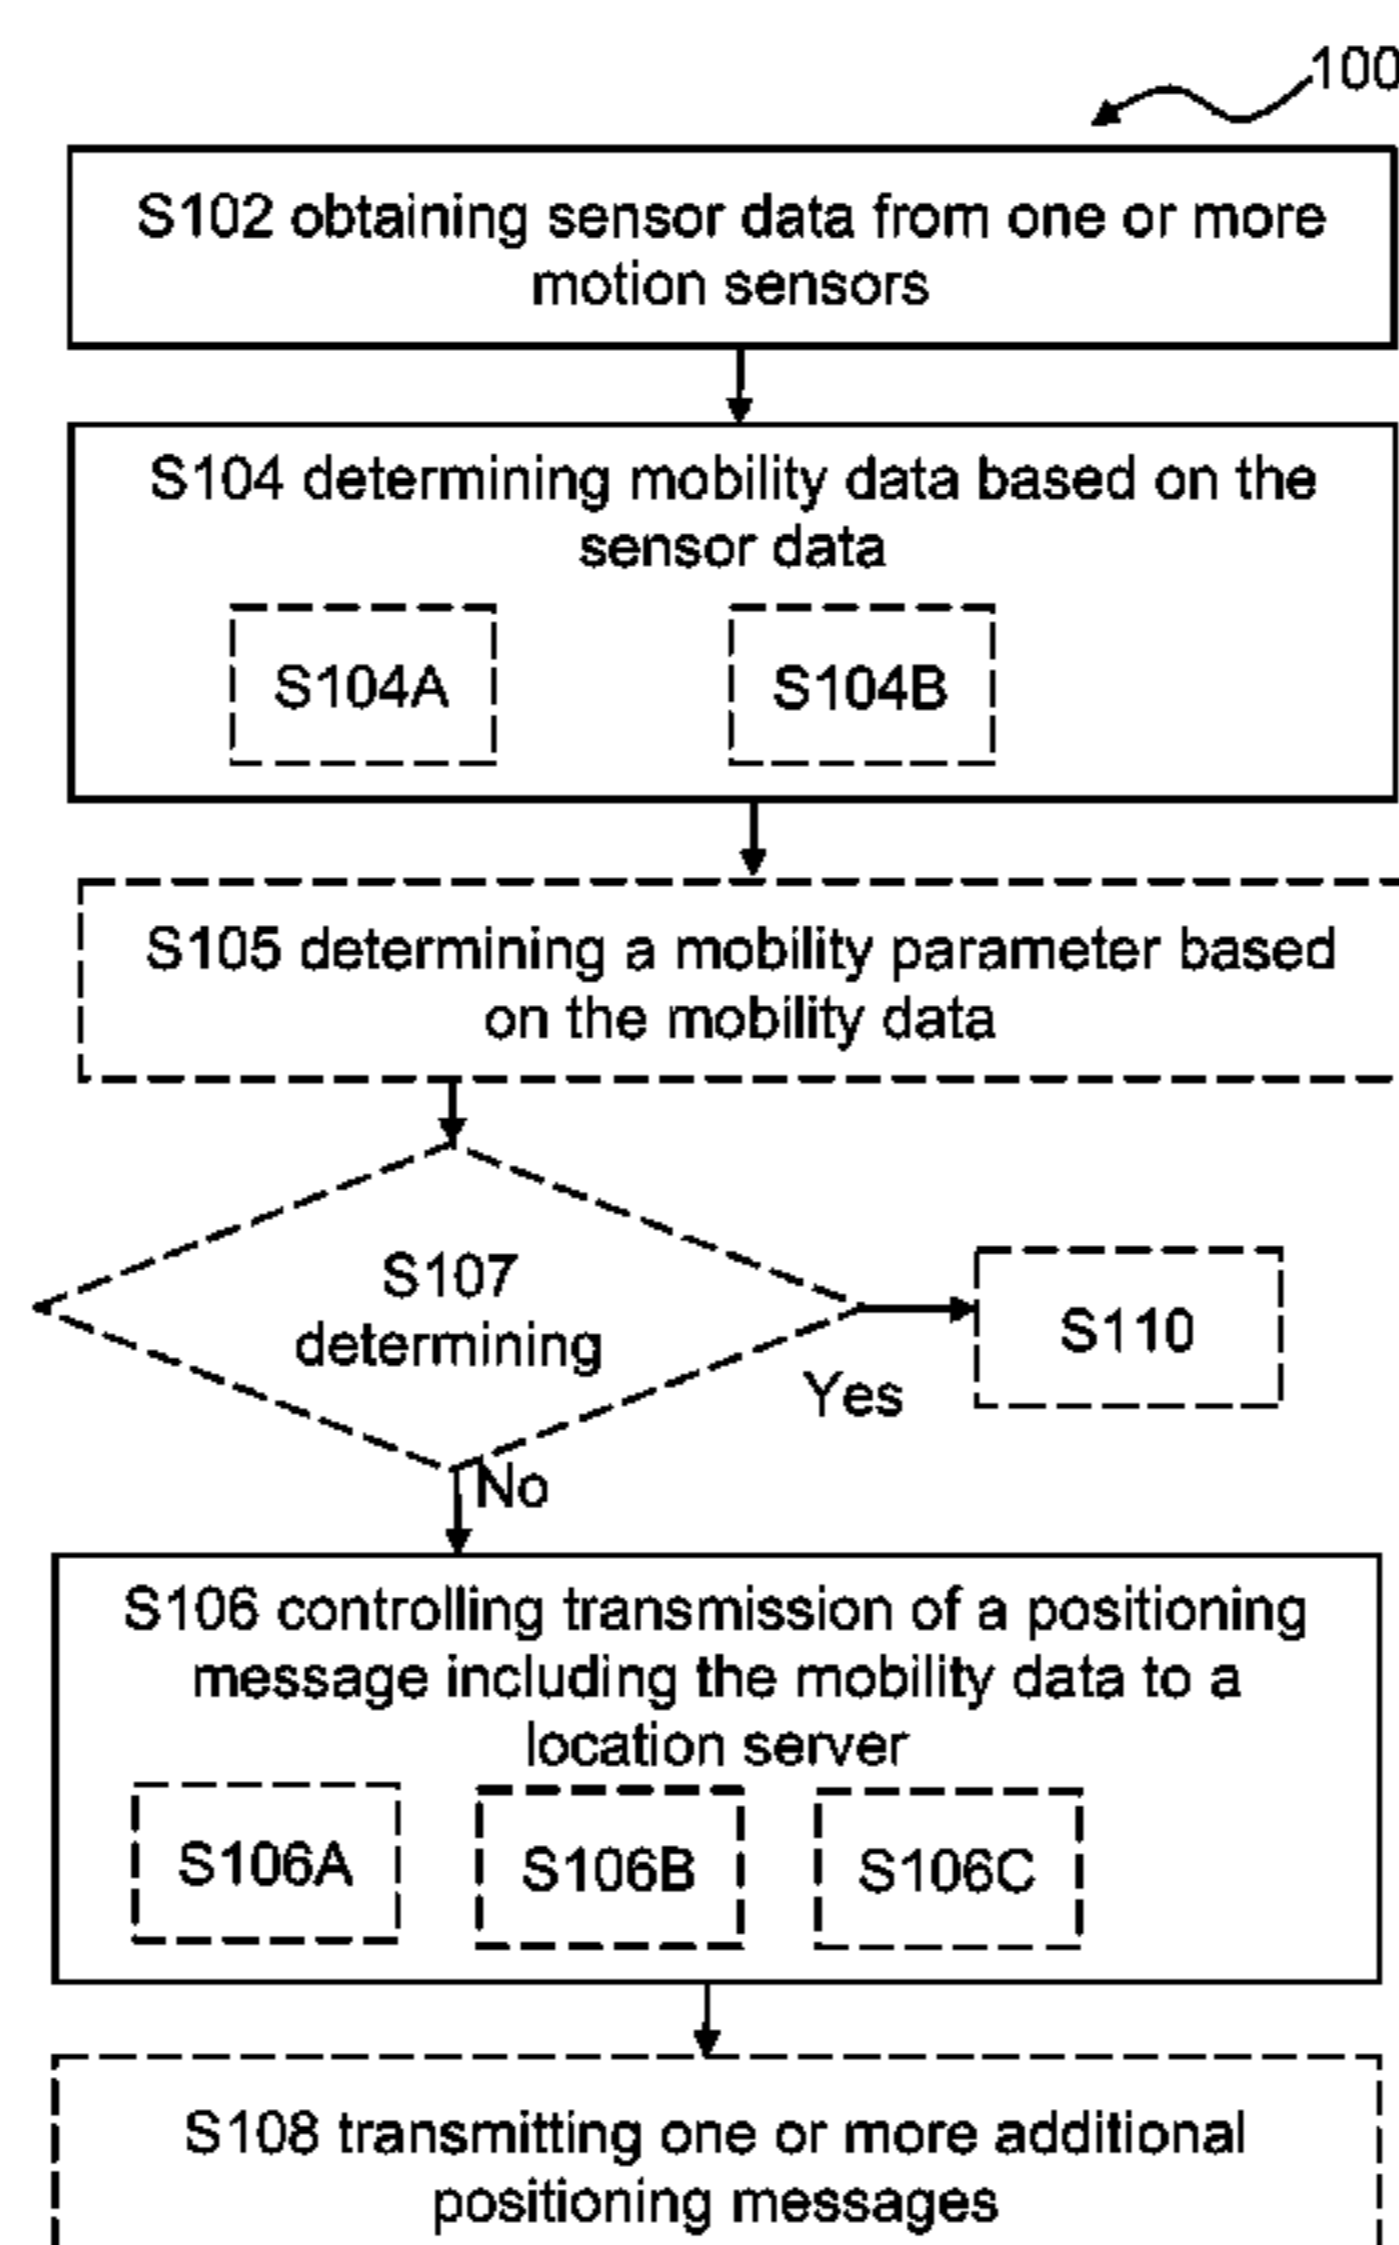 100
S102 obtaining sensor data from one or more
motion sensors
S104 determining mobility data based on the
sensor data
S104A
S104B
S105 determining a mobility parameter based
on the mobility data
S107
determining
S110
Yes
No
S106 controlling transmission of a positioning
message including the mobility data to a
location server
S106A
S106B
S106C
S108 transmitting one or more additional
positioning messages